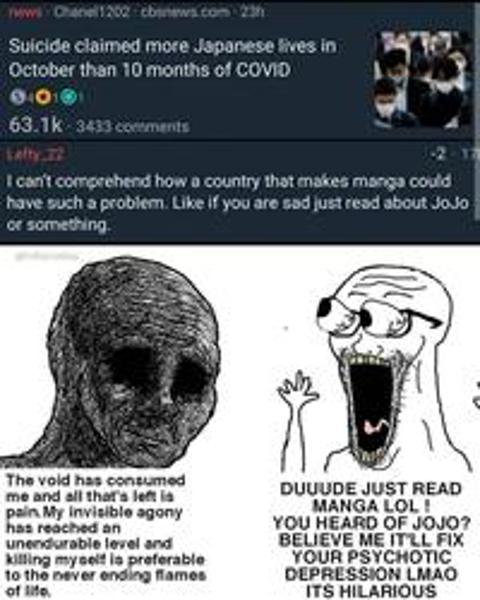 news · Chanel1202 · cbsnews.com · 23h
Suicide claimed more Japanese lives in
October than 10 months of COVID
63.1k · 3433 comments
Lefty_22 -2 ·
I can't comprehend how a country that makes manga could
have such a problem. Like if you are sad just read about JoJo
or something.
The void has consumed
me and all that's left is
pain.My invisible agony
has reached an
unendurable level and
killing myself is preferable
to the never ending flames
of life.
DUUUDE JUST READ
MANGA LOL !
YOU HEARD OF JOJO?
BELIEVE ME IT'LL FIX
YOUR PSYCHOTIC
DEPRESSION LMAO
ITS HILARIOUS